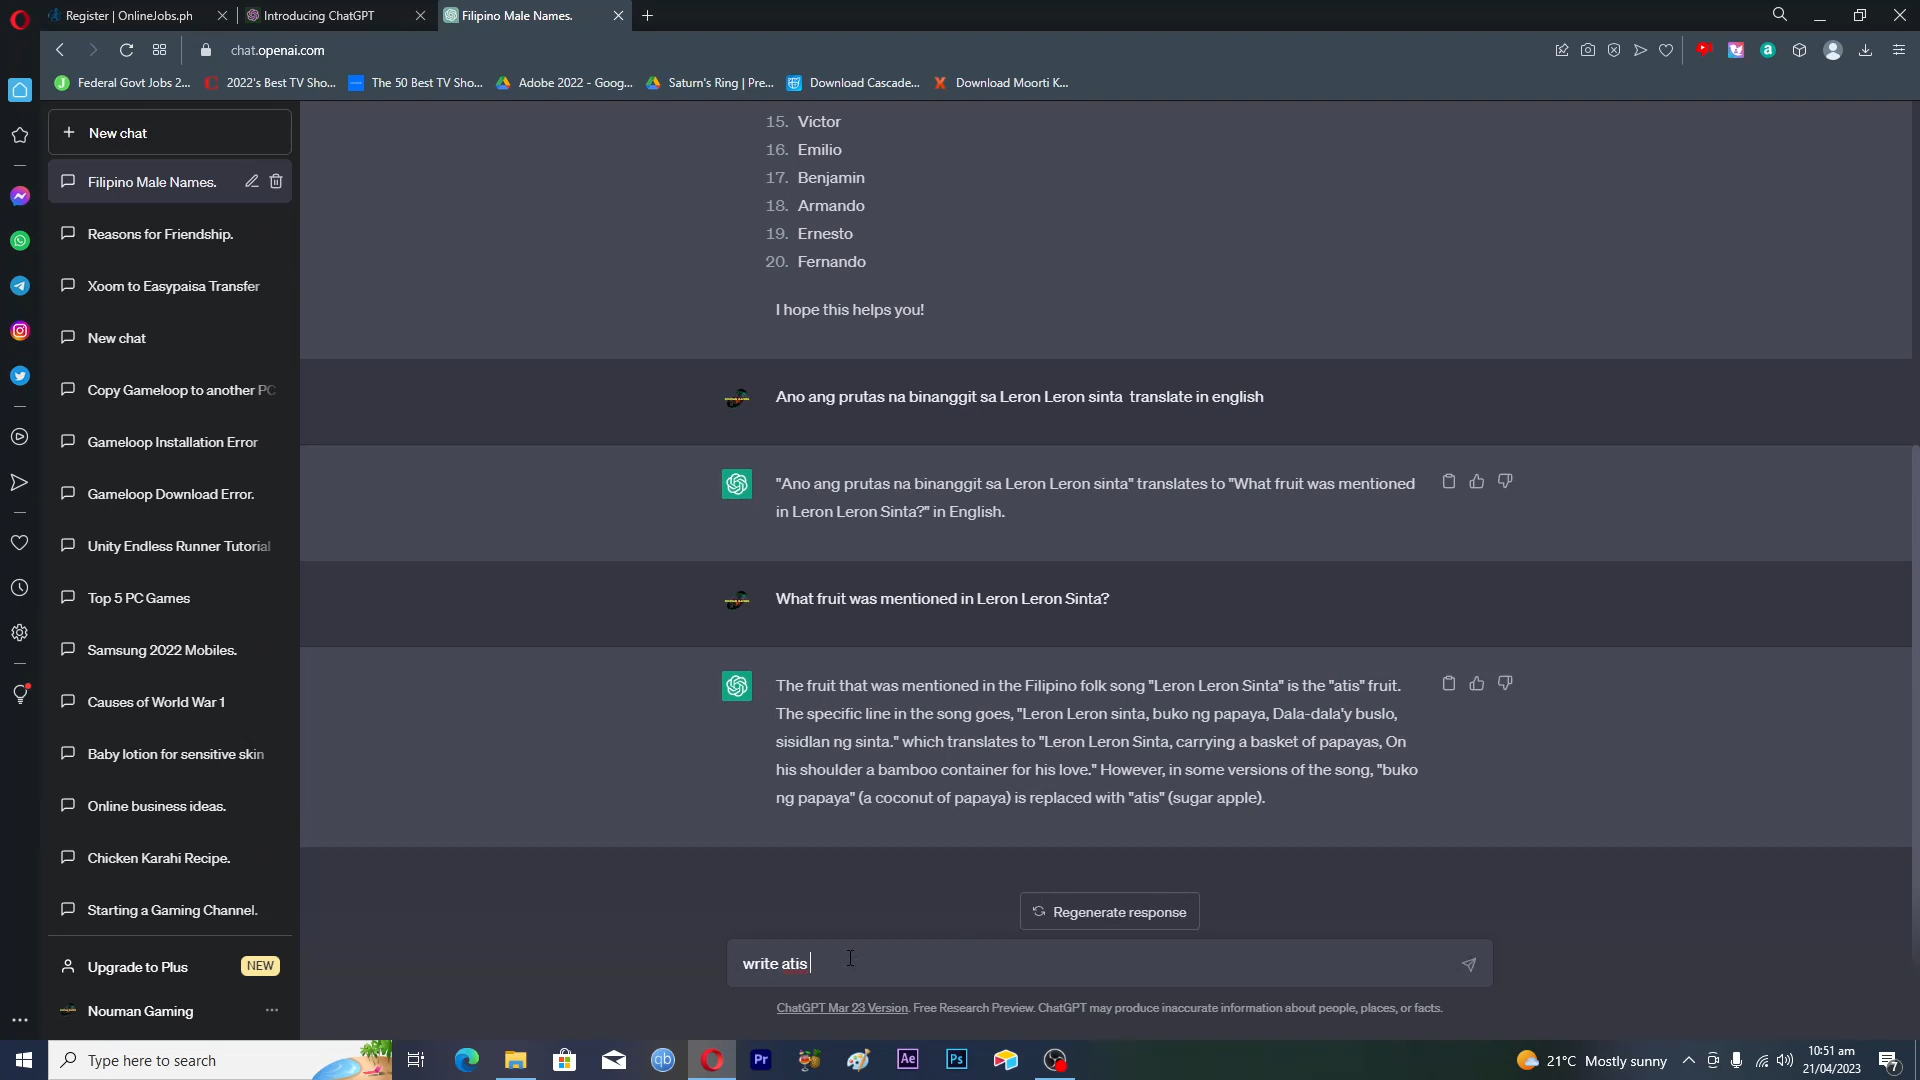 Register | OnlineJobs.ph
Introducing ChatGPT
Filipino Male Names.
chat.openai.com
Federal Govt Jobs 2...
2022's Best TV Sho...
The 50 Best TV Sho...
Adobe 2022 - Goog...
Saturn's Ring | Pre...
Download Cascade...
Download Moorti K...
New chat
Filipino Male Names.
Reasons for Friendship.
Xoom to Easypaisa Transfer
New chat
Copy Gameloop to another PC
Gameloop Installation Error
Gameloop Download Error.
Unity Endless Runner Tutorial
Top 5 PC Games
Samsung 2022 Mobiles.
Causes of World War 1
Baby lotion for sensitive skin
Online business ideas.
Chicken Karahi Recipe.
Starting a Gaming Channel.
Upgrade to Plus NEW
Nouman Gaming
15. Victor
16. Emilio
17. Benjamin
18. Armando
19. Ernesto
20. Fernando
I hope this helps you!
Ano ang prutas na binanggit sa Leron Leron sinta translate in english
"Ano ang prutas na binanggit sa Leron Leron sinta" translates to "What fruit was mentioned
in Leron Leron Sinta?" in English.
What fruit was mentioned in Leron Leron Sinta?
The fruit that was mentioned in the Filipino folk song "Leron Leron Sinta" is the "atis" fruit.
The specific line in the song goes, "Leron Leron sinta, buko ng papaya, Dala-dala'y buslo,
sisidlan ng sinta." which translates to "Leron Leron Sinta, carrying a basket of papayas, On
his shoulder a bamboo container for his love." However, in some versions of the song, "buko
ng papaya" (a coconut of papaya) is replaced with "atis" (sugar apple).
Regenerate response
write atis
ChatGPT Mar 23 Version. Free Research Preview. ChatGPT may produce inaccurate information about people, places, or facts.
Type here to search
qb
Pr
Ae
Ps
21°C Mostly sunny
10:51 am
21/04/2023
7